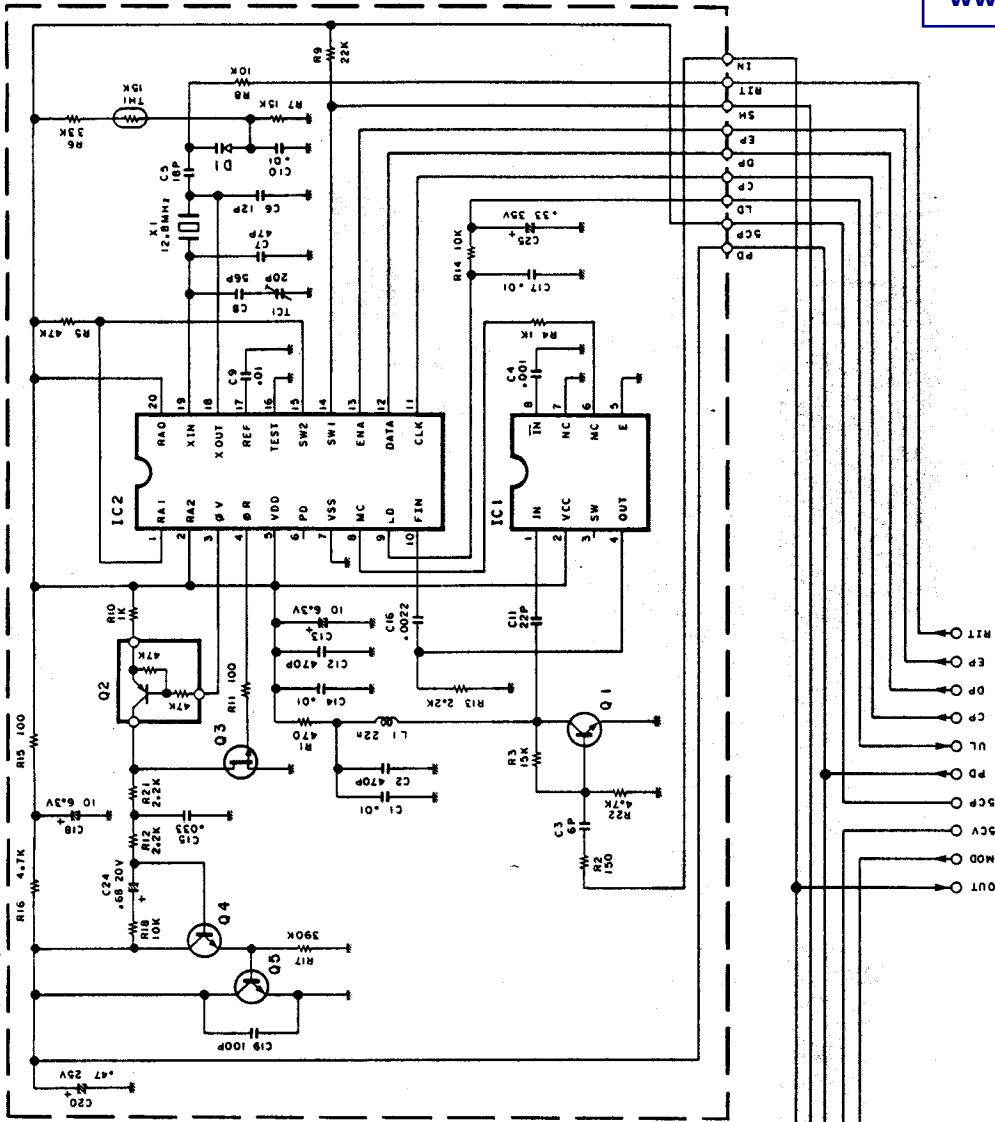 WW
R9
22K
IN
R8
10K
RIT
TH1
15K
R7 15K
SH
R6
33K
EP
D1
C10
.01
DP
C5
18P
CP
C6 12P
LD
X1
12.8MHz
C7
47P
C25
.33 35V
+
5CP
R14 10K
PD
C8
56P
TC1
20P
C17 .01
R5
47K
R4 1K
C9
.01
C4
.001
20
19
18
17
16
15
14
13
12
11
RA0
XIN
XOUT
REF
TEST
SW2
SW1
ENA
DATA
CLK
8
7
6
5
IN
NC
MC
E
IC2
IC1
RA1
RA2
ØV
ØR
VDD
PD
VSS
MC
LD
FIN
1
2
3
4
5
6
7
8
9
10
IN
VCC
SW
OUT
1
2
3
4
R10
1K
C13
10 6.3V
+
C16
.0022
C11
22P
RIT
Q2
47K
47K
C12 470P
EP
R11 100
C14 .01
R13 2.2K
DP
Q3
R1
470
L1 22n
Q1
CP
R15 100
R3
15K
UL
R21
2.2K
C2 470P
PD
C1 .01
R22
4.7K
5CP
C18
10 6.3V
+
C15
.033
C3
6P
R12
2.2K
5CV
R2
150
MOD
R16 4.7K
C24
.68 20V
+
OUT
R18
10K
Q4
R17
390K
Q5
C19 100P
C20
.47 25V
+